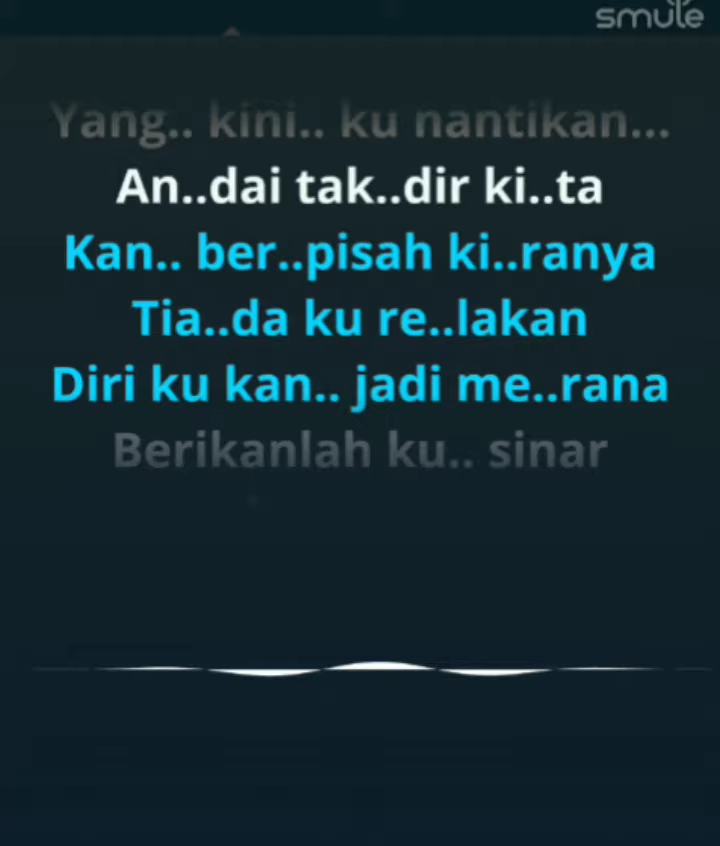 smule
Yang.. kini.. ku nantikan...
An..dai tak..dir ki..ta
Kan.. ber..pisah ki..ranya
Tia..da ku re..lakan
Diri ku kan.. jadi me..rana
Berikanlah ku.. sinar